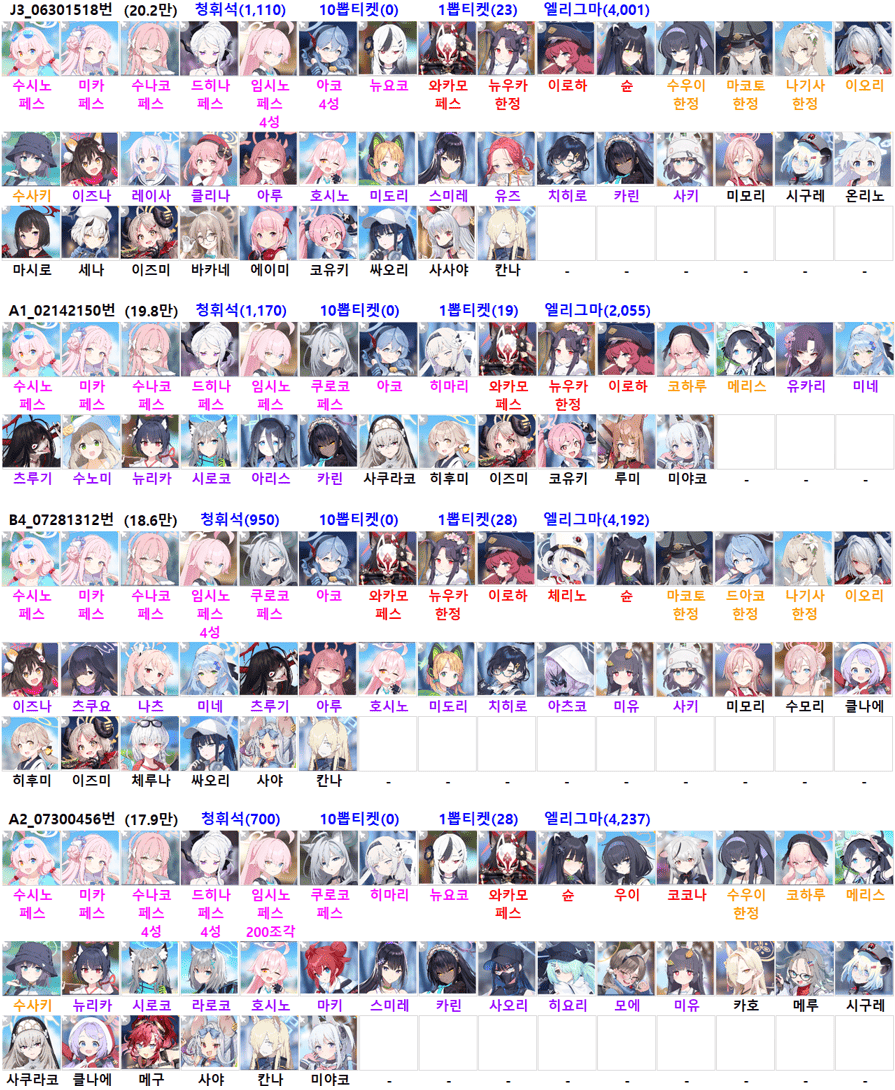 J3_06301518번 (20.2만) 청휘석(1,110) 10뽑티켓(0) 1뽑티켓(23) 엘리그마(4,001)
수시노 미카 수나코 드히나 임시노 아코 뉴요코 와카모 뉴우카 이로하 슌 수우이 마코토 나기사 이오리
페스 페스 페스 페스 페스 4성 페스 한정 한정 한정 한정
4성
수사키 이즈나 레이사 클리나 아루 호시노 미도리 스미레 유즈 치히로 카린 사키 미모리 시구레 온리노
마시로 세나 이즈미 바카네 에이미 코유키 싸오리 사사야 칸나 - - - - - -
A1_02142150번 (19.8만) 청휘석(1,170) 10뽑티켓(0) 1뽑티켓(19) 엘리그마(2,055)
수시노 미카 수나코 드히나 임시노 쿠로코 아코 히마리 와카모 뉴우카 이로하 코하루 메리스 유카리 미네
페스 페스 페스 페스 페스 페스 페스 한정
츠루기 수노미 뉴리카 시로코 아리스 카린 사쿠라코 히후미 이즈미 코유키 루미 미야코 - - -
B4_07281312번 (18.6만) 청휘석(950) 10뽑티켓(0) 1뽑티켓(28) 엘리그마(4,192)
수시노 미카 수나코 임시노 쿠로코 아코 와카모 뉴우카 이로하 체리노 슌 마코토 드아코 나기사 이오리
페스 페스 페스 페스 페스 페스 한정 한정 한정 한정
4성
이즈나 츠쿠요 나츠 미네 츠루기 아루 호시노 미도리 치히로 아츠코 미유 사키 미모리 수모리 클나에
히후미 이즈미 체루나 싸오리 사야 칸나 - - - - - - - - -
A2_07300456번 (17.9만) 청휘석(700) 10뽑티켓(0) 1뽑티켓(28) 엘리그마(4,237)
수시노 미카 수나코 드히나 임시노 쿠로코 히마리 뉴요코 와카모 슌 우이 코코나 수우이 코하루 메리스
페스 페스 페스 페스 페스 페스 페스 한정
4성 4성 200조각
수사키 뉴리카 시로코 라로코 호시노 마키 스미레 카린 사오리 히요리 모에 미유 카호 메루 시구레
사쿠라코 클나에 메구 사야 칸나 미야코 - - - - - - - - -